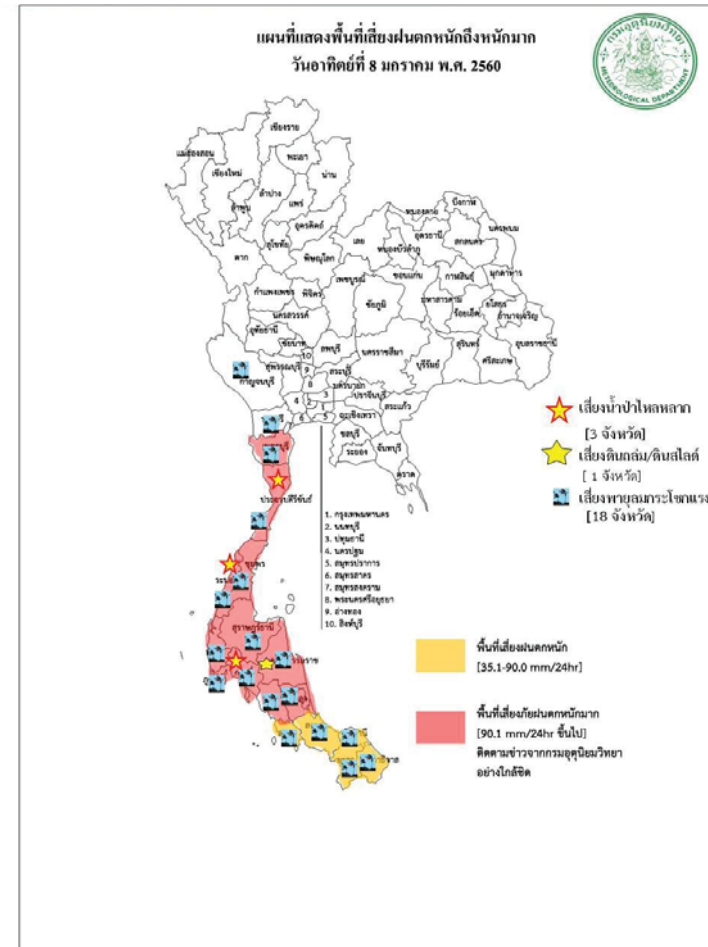 แผนที่แสดงพื้นที่เสี่ยงฝนตกหนักถึงหนักมาก
วันอาทิตย์ที่ 8 มกราคม พ.ศ. 2560
กรมอุตุนิยมวิทยา
METEOROLOGICAL DEPARTMENT
เชียงราย
แม่ฮ่องสอน
เชียงใหม่
พะเยา
น่าน
ลำปาง
ลำพูน
แพร่
อุตรดิตถ์
สุโขทัย
ตาก
พิษณุโลก
เลย
หนองคาย
บึงกาฬ
อุดรธานี
นครพนม
สกลนคร
หนองบัวลำภู
กำแพงเพชร
พิจิตร
เพชรบูรณ์
ขอนแก่น
กาฬสินธุ์
มุกดาหาร
ชัยภูมิ
มหาสารคาม
ร้อยเอ็ด
ยโสธร
อำนาจเจริญ
นครสวรรค์
อุทัยธานี
ชัยนาท
ลพบุรี
นครราชสีมา
บุรีรัมย์
สุรินทร์
ศรีสะเกษ
อุบลราชธานี
10
9
สุพรรณบุรี
สระบุรี
กาญจนบุรี
8
นครนายก
3
ปราจีนบุรี
4
2
1
สระแก้ว
6
5
ฉะเชิงเทรา
ชลบุรี
ระยอง
จันทบุรี
ตราด
ประจวบคีรีขันธ์
ชุมพร
สุราษฎร์ธานี
1. กรุงเทพมหานคร
2. นนทบุรี
3. ปทุมธานี
4. นครปฐม
5. สมุทรปราการ
6. สมุทรสาคร
7. สมุทรสงคราม
8. พระนครศรีอยุธยา
9. อ่างทอง
10. สิงห์บุรี
เสี่ยงน้ำป่าไหลหลาก
[3 จังหวัด]
เสี่ยงดินถล่ม/ดินสไลด์
[ 1 จังหวัด]
เสี่ยงพายุลมกระโชกแรง
[18 จังหวัด]
พื้นที่เสี่ยงฝนตกหนัก
[35.1-90.0 mm/24hr]
พื้นที่เสี่ยงภัยฝนตกหนักมาก
[90.1 mm/24hr ขึ้นไป]
ติดตามข่าวจากกรมอุตุนิยมวิทยา
อย่างใกล้ชิด